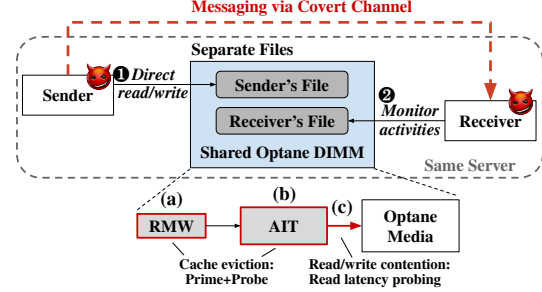 Messaging via Covert Channel
Separate Files
❶ Direct
read/write
Sender
Sender's File
Receiver's File
❷
Monitor
activities
Receiver
Shared Optane DIMM
Same Server
(a)
(b)
(c)
RMW
AIT
Optane
Media
Cache eviction:
Prime+Probe
Read/write contention:
Read latency probing